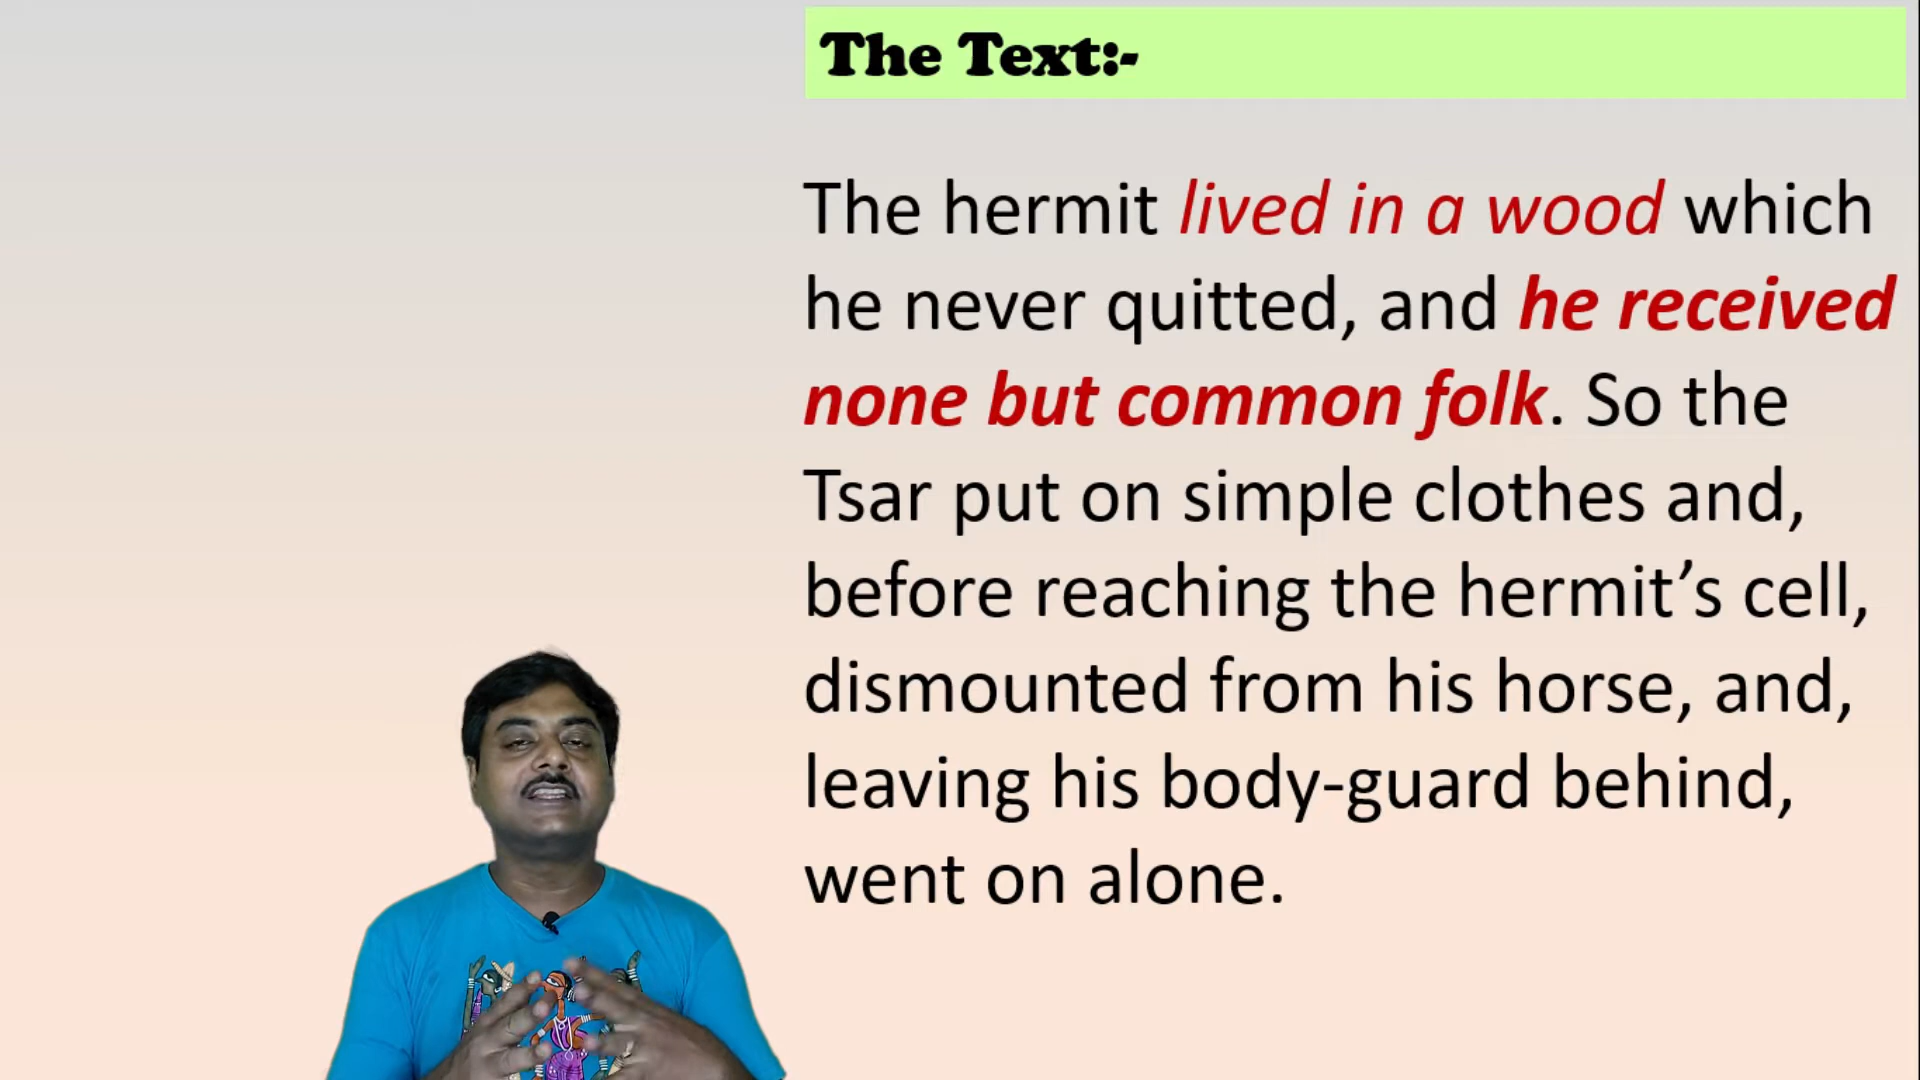 The Text:-
The hermit lived in a wood which
he never quitted, and he received
none but common folk. So the
Tsar put on simple clothes and,
before reaching the hermit’s cell,
dismounted from his horse, and,
leaving his body-guard behind,
went on alone.